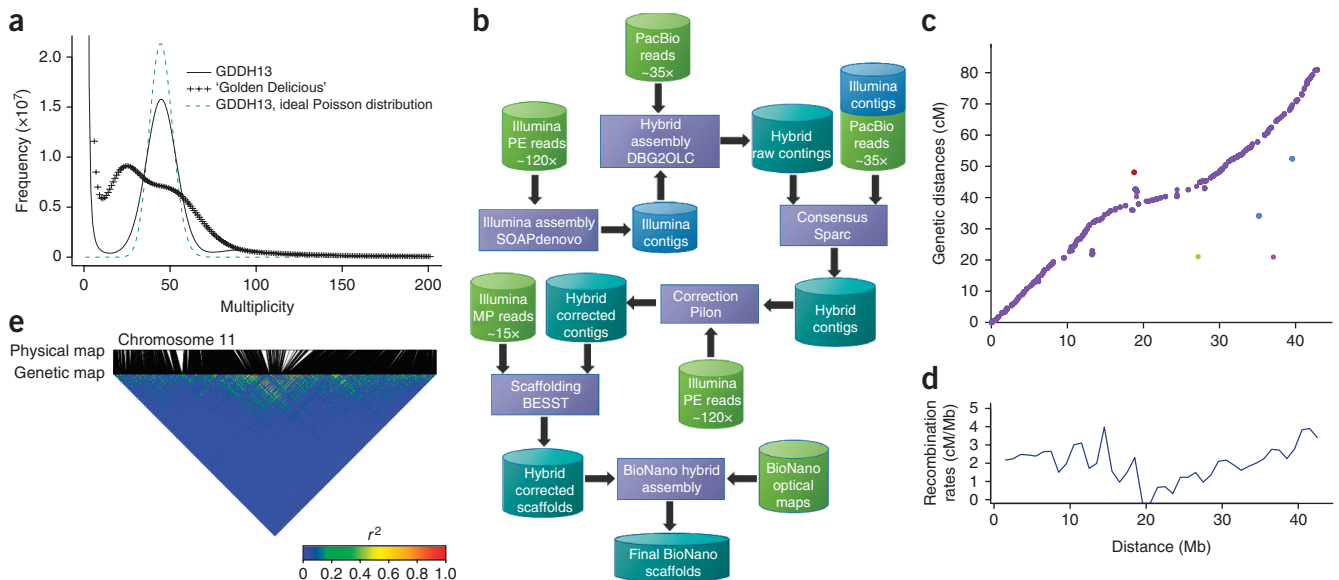 a
GDDH13
'Golden Delicious'
GDDH13, ideal Poisson distribution
Frequency (×10⁷)
2.0
1.5
1.0
0.5
0
0
50
100
150
200
Multiplicity
b
PacBio
reads
~35×
Illumina
PE reads
~120×
Hybrid
assembly
DBG2OLC
Hybrid
raw contings
Illumina
contigs
PacBio
reads
~35×
Illumina assembly
SOAPdenovo
Illumina
contigs
Consensus
Sparc
Illumina
MP reads
~15×
Hybrid
corrected
contigs
Correction
Pilon
Hybrid
contigs
Scaffolding
BESST
Illumina
PE reads
~120×
Hybrid
corrected
scaffolds
BioNano hybrid
assembly
BioNano
optical
maps
Final BioNano
scaffolds
c
Genetic distances (cM)
80
70
60
50
40
30
20
10
0
0
10
20
30
40
d
Recombination
rates (cM/Mb)
5
4
3
2
1
0
0
10
20
30
40
Distance (Mb)
e
Chromosome 11
Physical map
Genetic map
r²
0 0.2 0.4 0.6 0.8 1.0